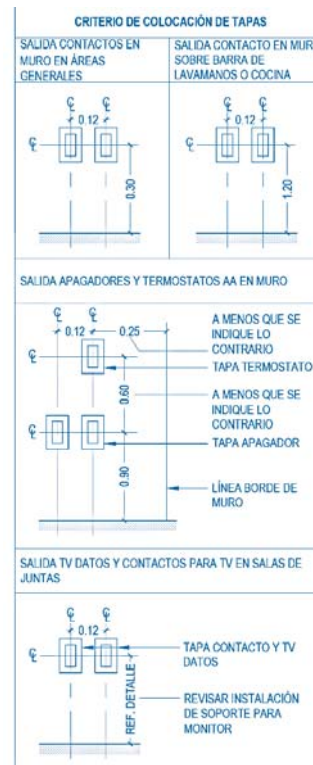 CRITERIO DE COLOCACIÓN DE TAPAS
SALIDA CONTACTOS EN
MURO EN ÁREAS
GENERALES
℄ ℄
0.12
℄
0.30
SALIDA CONTACTO EN MUR
SOBRE BARRA DE
LAVAMANOS O COCINA
℄ ℄
0.12
℄
1.20
SALIDA APAGADORES Y TERMOSTATOS AA EN MURO
℄ ℄
0.12 0.25
℄
A MENOS QUE SE
INDIQUE LO
CONTRARIO
TAPA TERMOSTATO
0.60
A MENOS QUE SE
INDIQUE LO
CONTRARIO
℄
TAPA APAGADOR
0.90
LÍNEA BORDE DE
MURO
SALIDA TV DATOS Y CONTACTOS PARA TV EN SALAS DE
JUNTAS
℄ ℄
0.12
℄
TAPA CONTACTO Y TV
DATOS
REF. DETALLE
REVISAR INSTALACIÓN
DE SOPORTE PARA
MONITOR